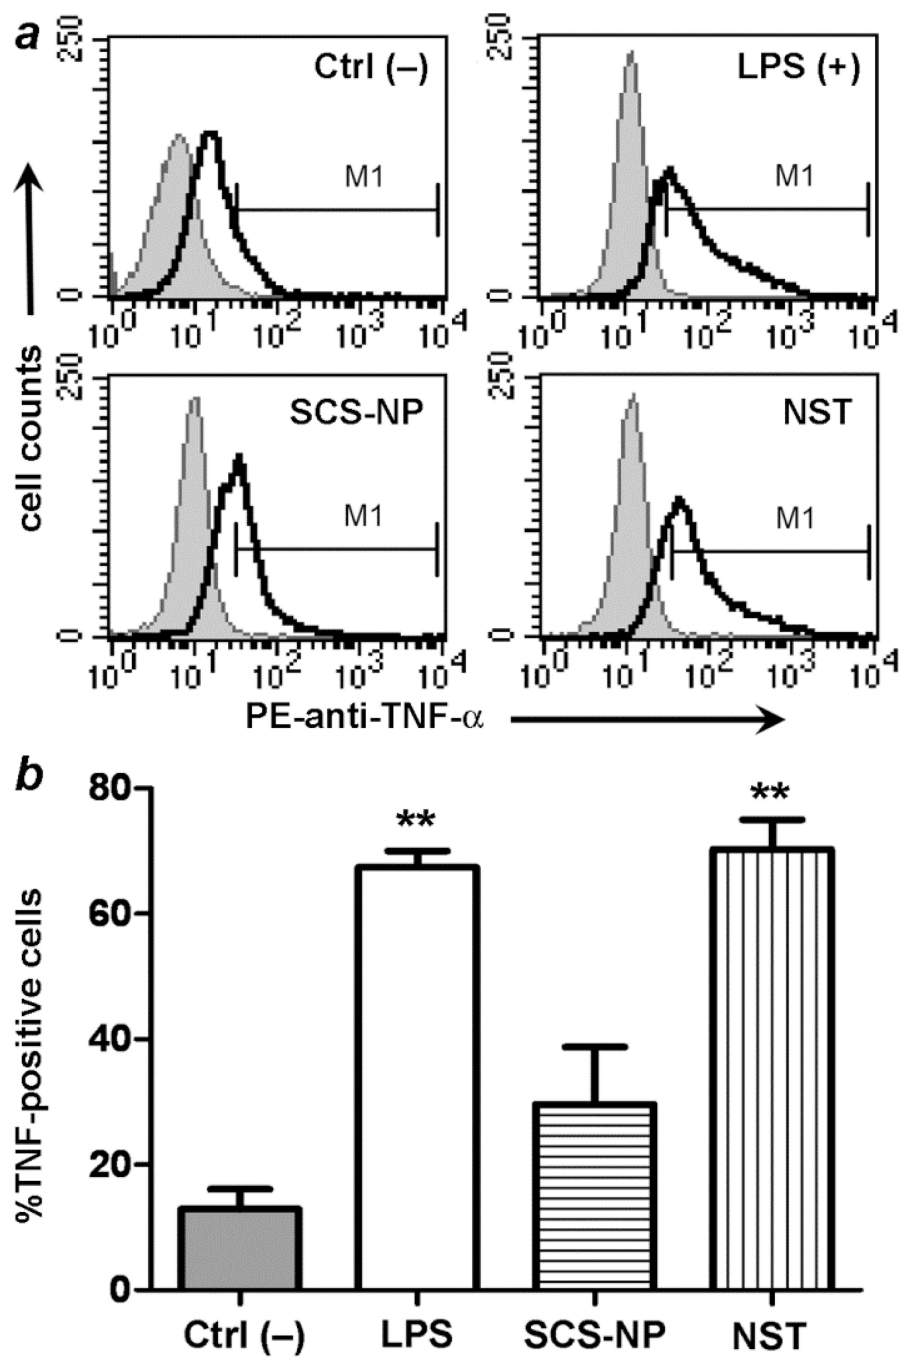 a
250
Ctrl (–)
M1
0
10^0 10^1 10^2 10^3 10^4
250
LPS (+)
M1
0
10^0 10^1 10^2 10^3 10^4
cell counts
250
SCS-NP
M1
0
10^0 10^1 10^2 10^3 10^4
250
NST
M1
0
10^0 10^1 10^2 10^3 10^4
PE-anti-TNF-α
b
%TNF-positive cells
80
60
40
20
0
**
**
Ctrl (–) LPS SCS-NP NST